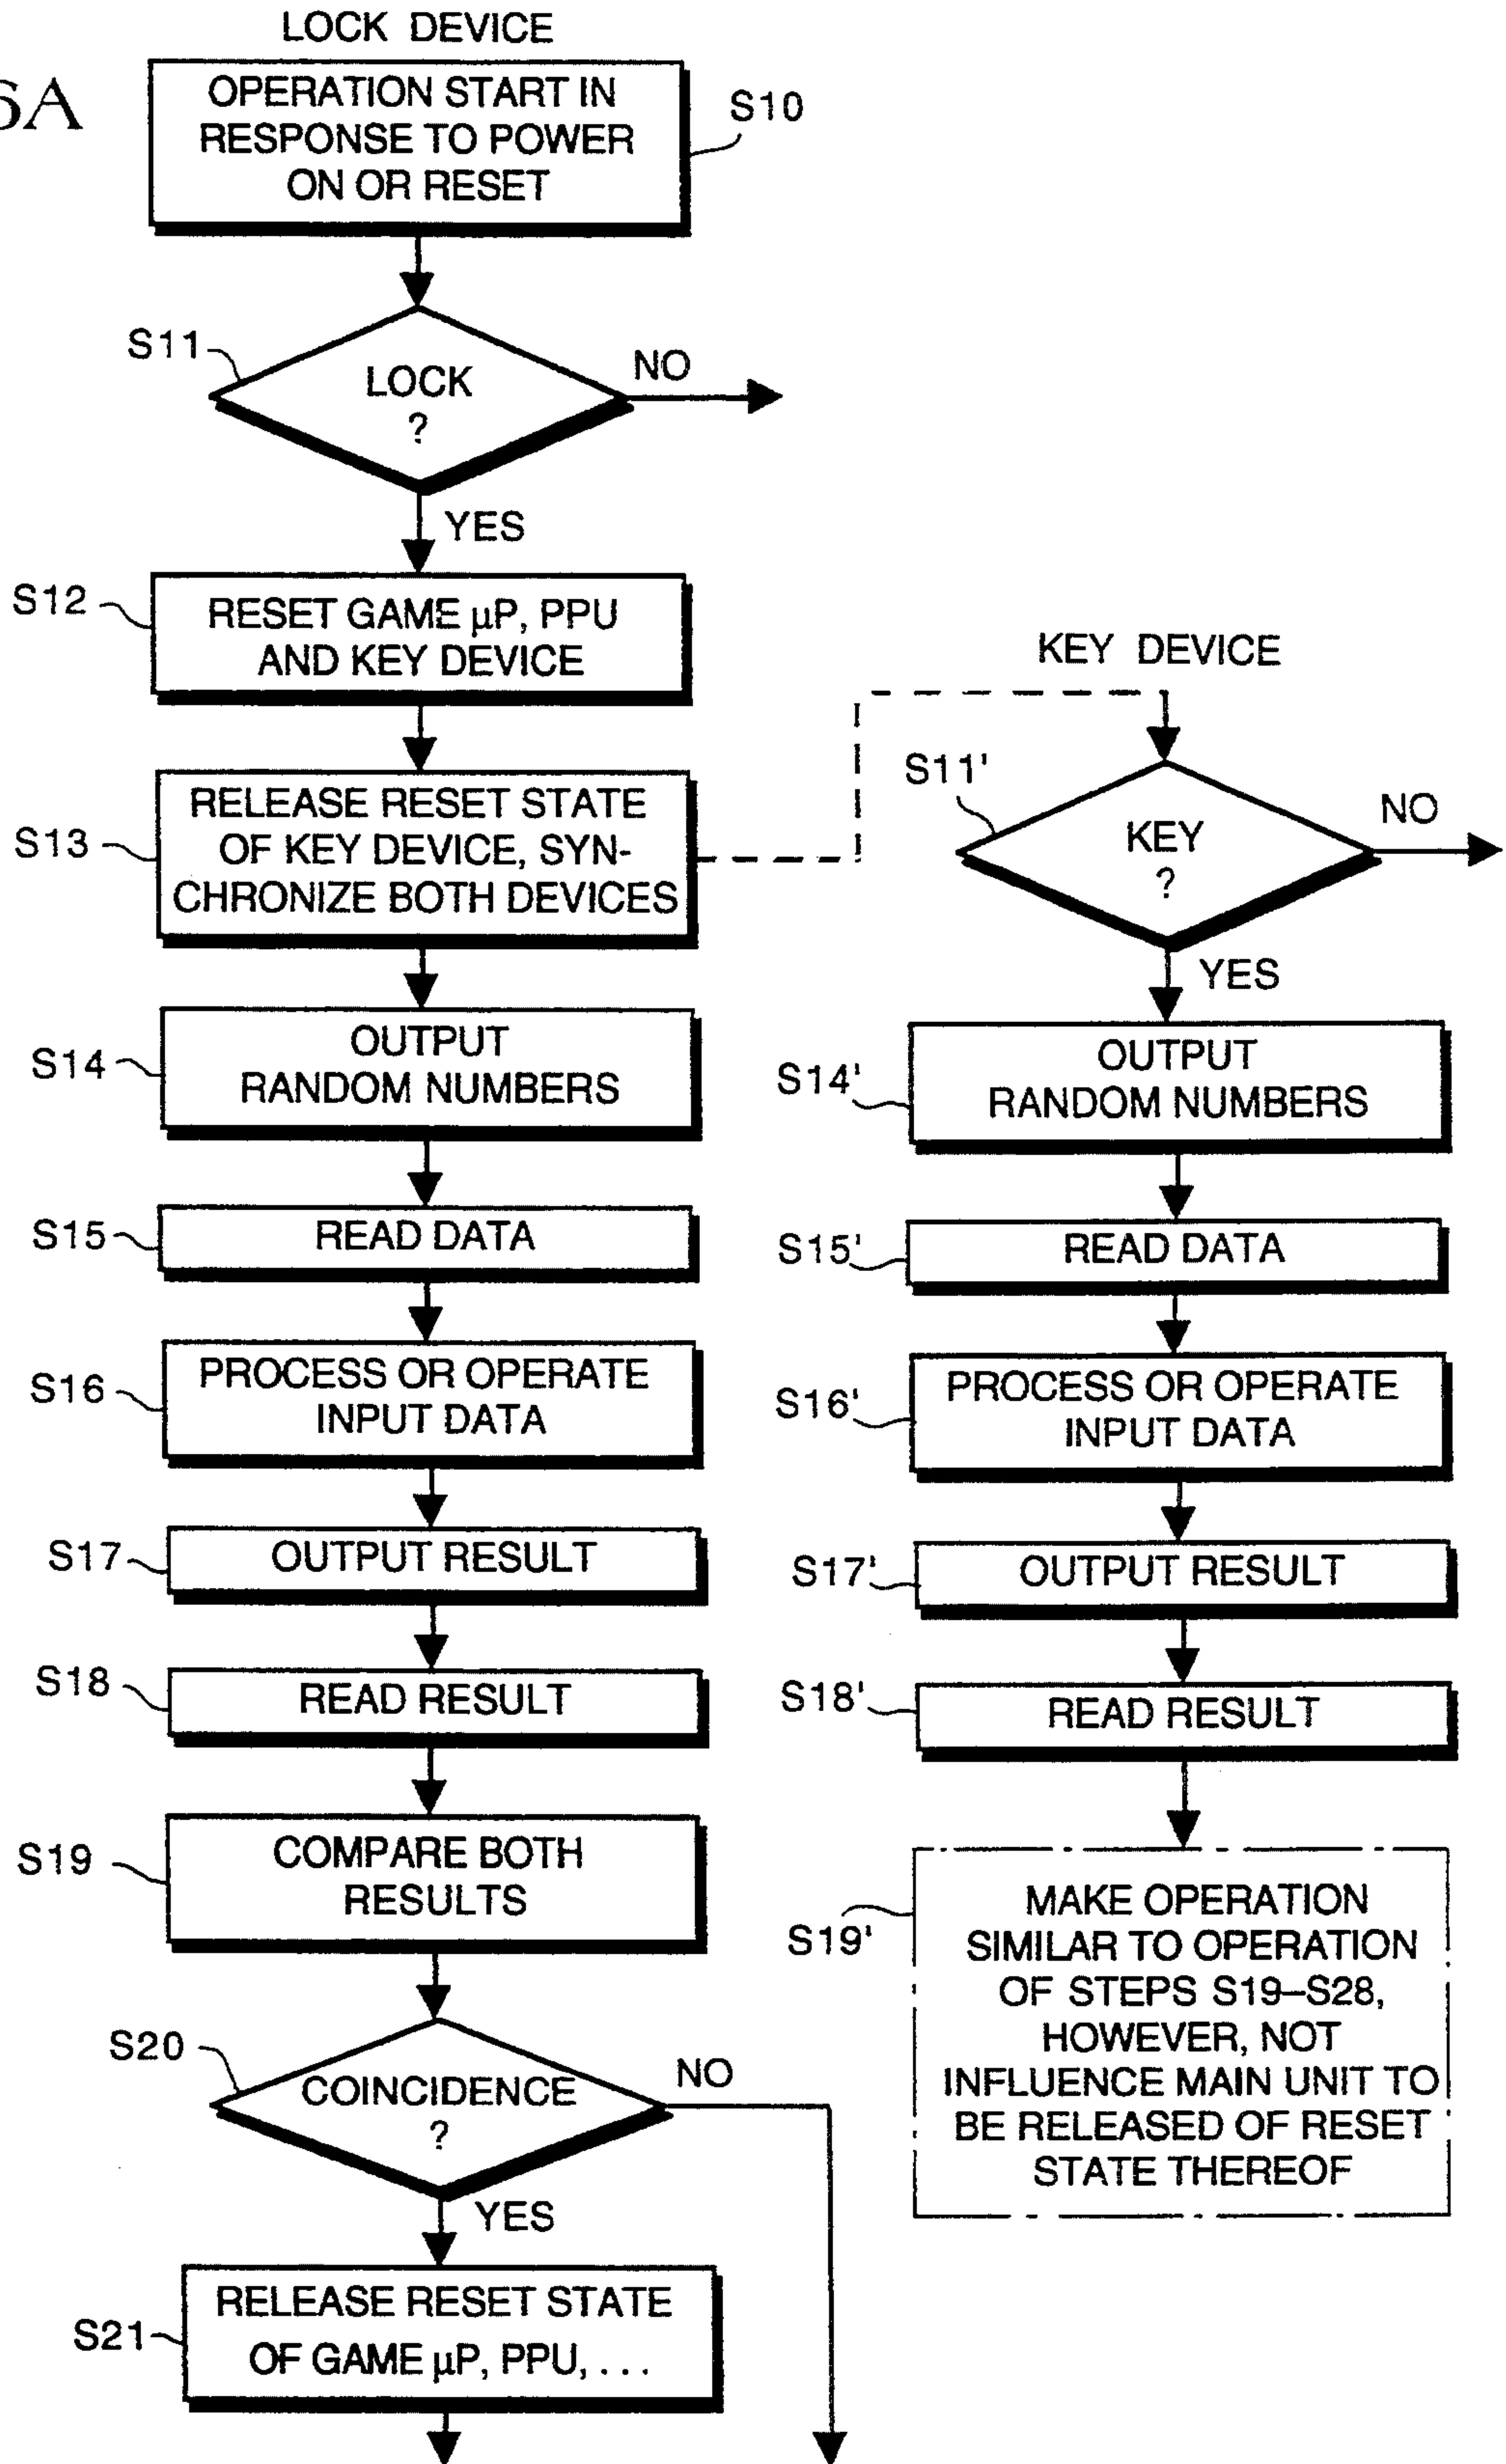 6A
LOCK DEVICE
OPERATION START IN
RESPONSE TO POWER
ON OR RESET
S10
S11
LOCK
?
NO
YES
S12
RESET GAME µP, PPU
AND KEY DEVICE
S13
RELEASE RESET STATE
OF KEY DEVICE, SYN-
CHRONIZE BOTH DEVICES
S14
OUTPUT
RANDOM NUMBERS
S15
READ DATA
S16
PROCESS OR OPERATE
INPUT DATA
S17
OUTPUT RESULT
S18
READ RESULT
S19
COMPARE BOTH
RESULTS
S20
COINCIDENCE
?
NO
YES
S21
RELEASE RESET STATE
OF GAME µP, PPU, . . .
KEY DEVICE
S11'
KEY
?
NO
YES
S14'
OUTPUT
RANDOM NUMBERS
S15'
READ DATA
S16'
PROCESS OR OPERATE
INPUT DATA
S17'
OUTPUT RESULT
S18'
READ RESULT
S19'
MAKE OPERATION
SIMILAR TO OPERATION
OF STEPS S19–S28,
HOWEVER, NOT
INFLUENCE MAIN UNIT TO
BE RELEASED OF RESET
STATE THEREOF